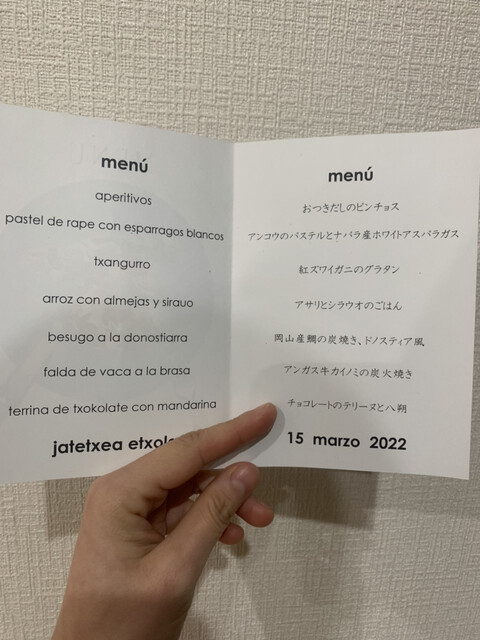 menú
aperitivos
pastel de rape con esparragos blancos
txangurro
arroz con almejas y sirauo
besugo a la donostiarra
falda de vaca a la brasa
terrina de txokolate con mandarina
jatetxea
menú
おつきだしのピンチョス
アンコウのパステルとナバラ産ホワイトアスパラガス
紅ズワイガニのグラタン
アサリとシラウオのごはん
岡山産鯛の炭焼き、ドノスティア風
アンガス牛カイノミの炭火焼き
チョコレートのテリーヌと八朔
15 marzo 2022